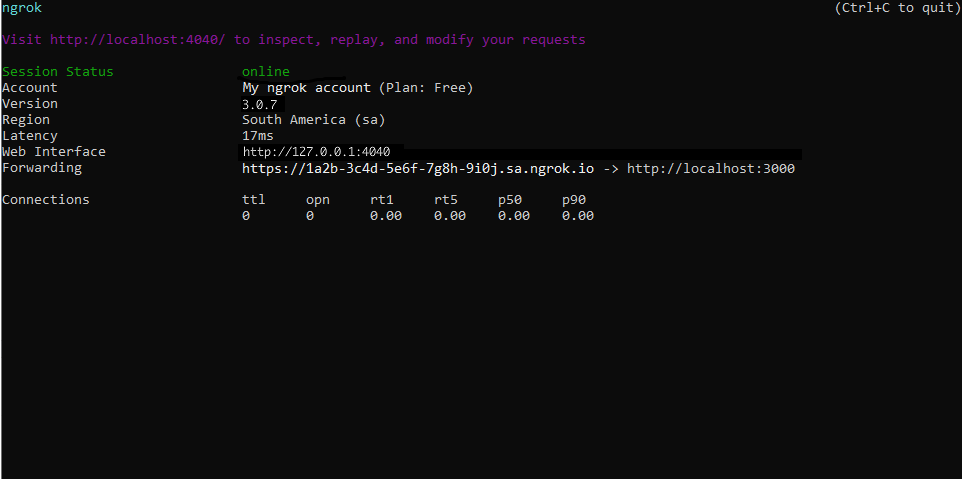 ngrok (Ctrl+C to quit)
Visit http://localhost:4040/ to inspect, replay, and modify your requests
Session Status online
Account My ngrok account (Plan: Free)
Version 3.0.7
Region South America (sa)
Latency 17ms
Web Interface http://127.0.0.1:4040
Forwarding https://1a2b-3c4d-5e6f-7g8h-9i0j.sa.ngrok.io -> http://localhost:3000
Connections ttl opn rt1 rt5 p50 p90
0 0 0.00 0.00 0.00 0.00